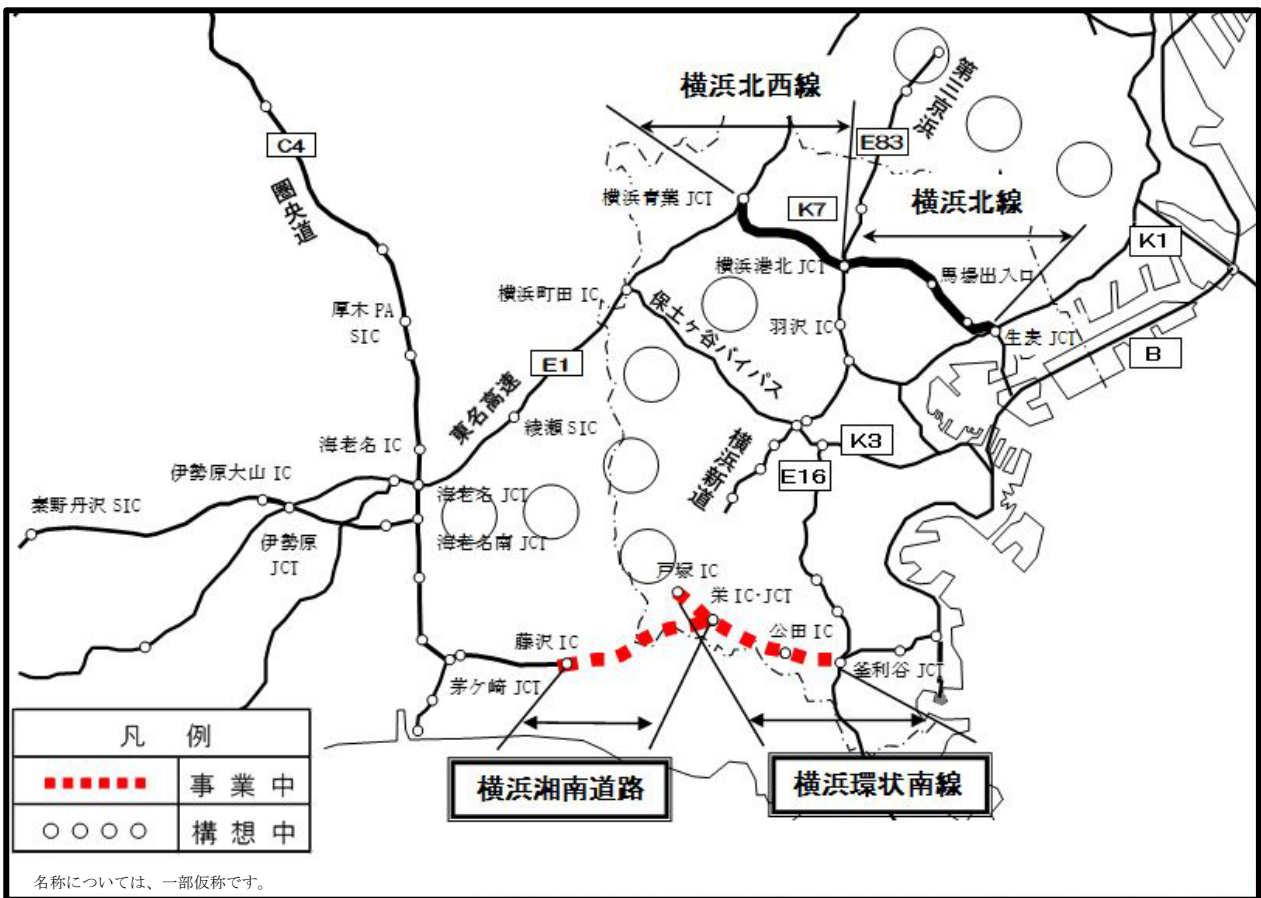 横浜北西線
第三京浜
C4
E83
圏央道
横浜青葉 JCT
K7
横浜北線
K1
横浜港北 JCT
馬場出入口
横浜町田 IC
保土ヶ谷バイパス
厚木 PA
SIC
羽沢 IC
生麦 JCT
B
E1
東名高速
綾瀬 SIC
海老名 IC
横浜新道
K3
E16
伊勢原大山 IC
秦野丹沢 SIC
海老名 JCT
伊勢原
JCT
海老名南 JCT
戸塚 IC
栄 IC・JCT
公田 IC
藤沢 IC
釜利谷 JCT
茅ケ崎 JCT
凡 例
事 業 中
構 想 中
横浜湘南道路
横浜環状南線
名称については、一部仮称です。